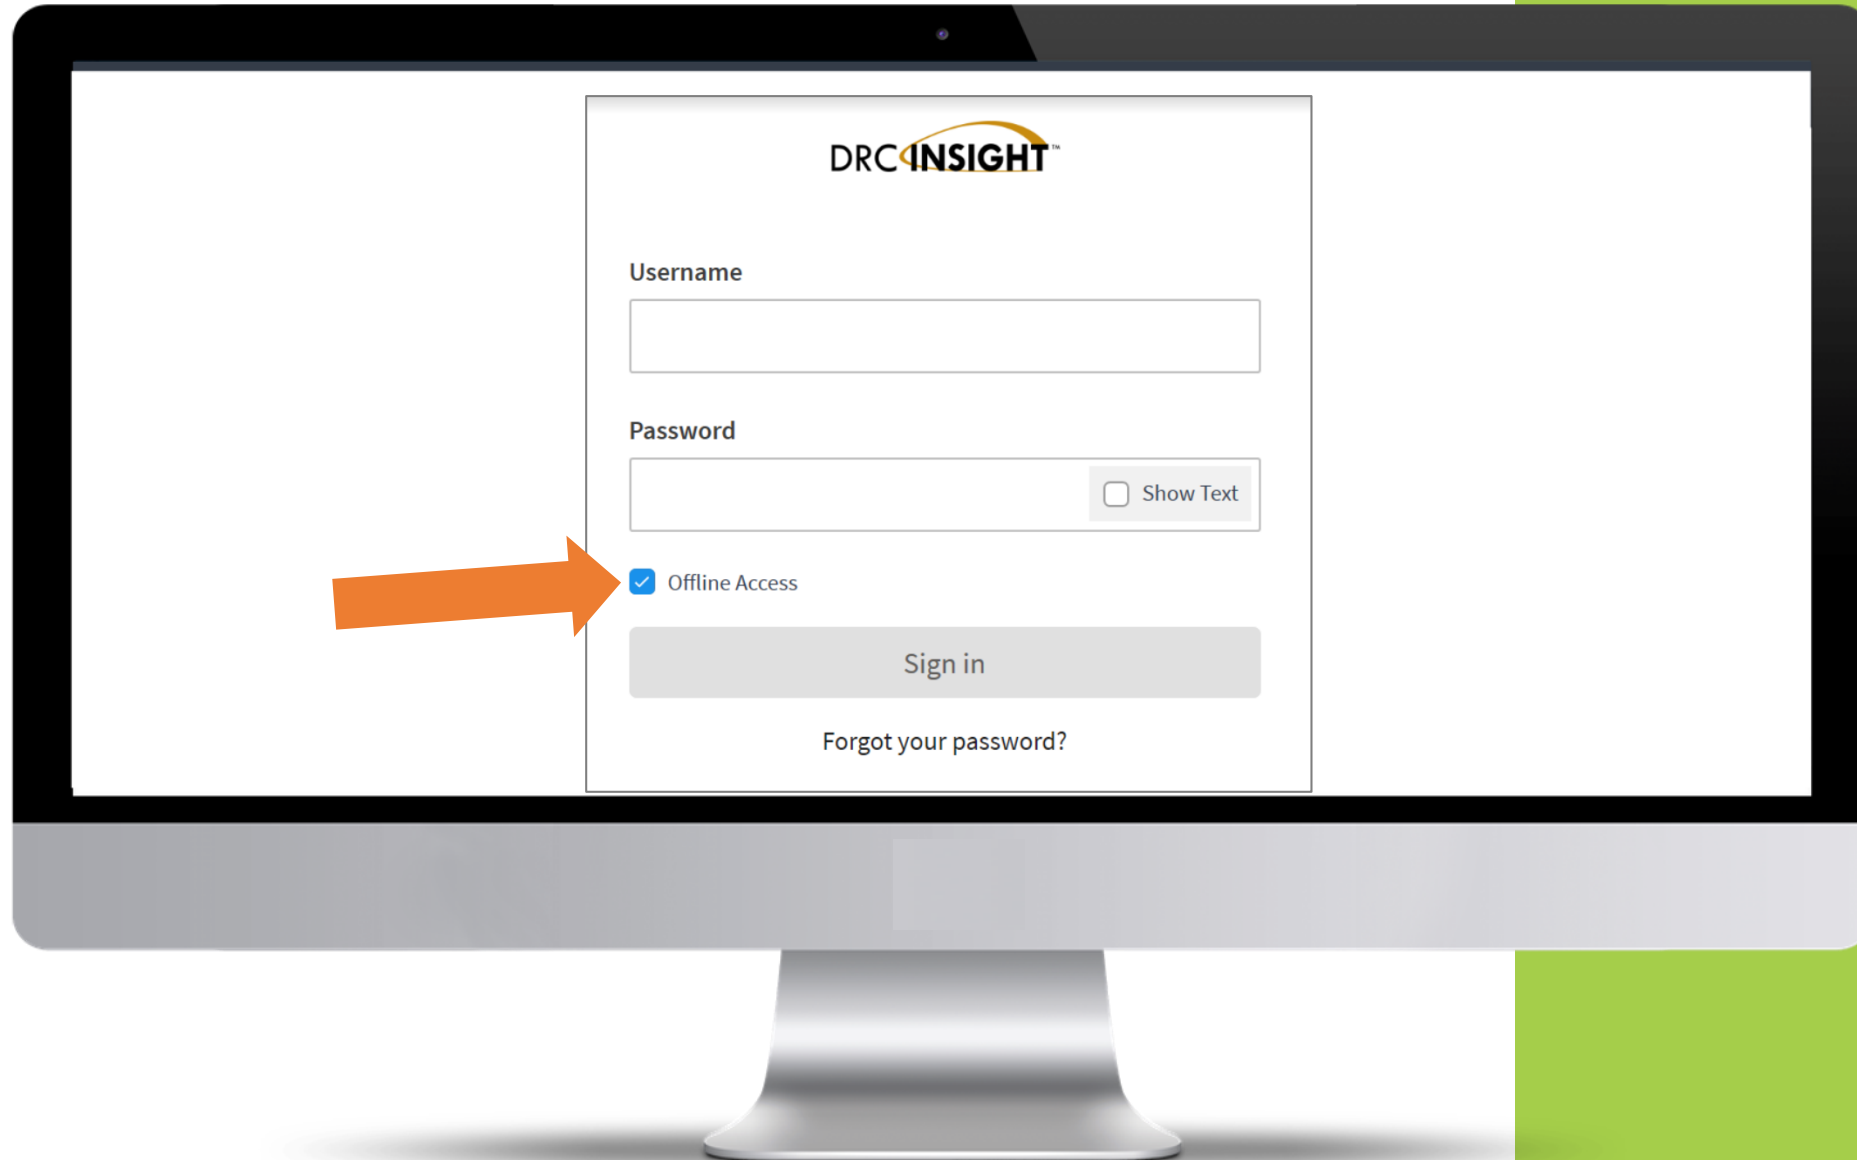 DRC INSIGHT™
Username
Password
Show Text
Offline Access
Sign in
Forgot your password?